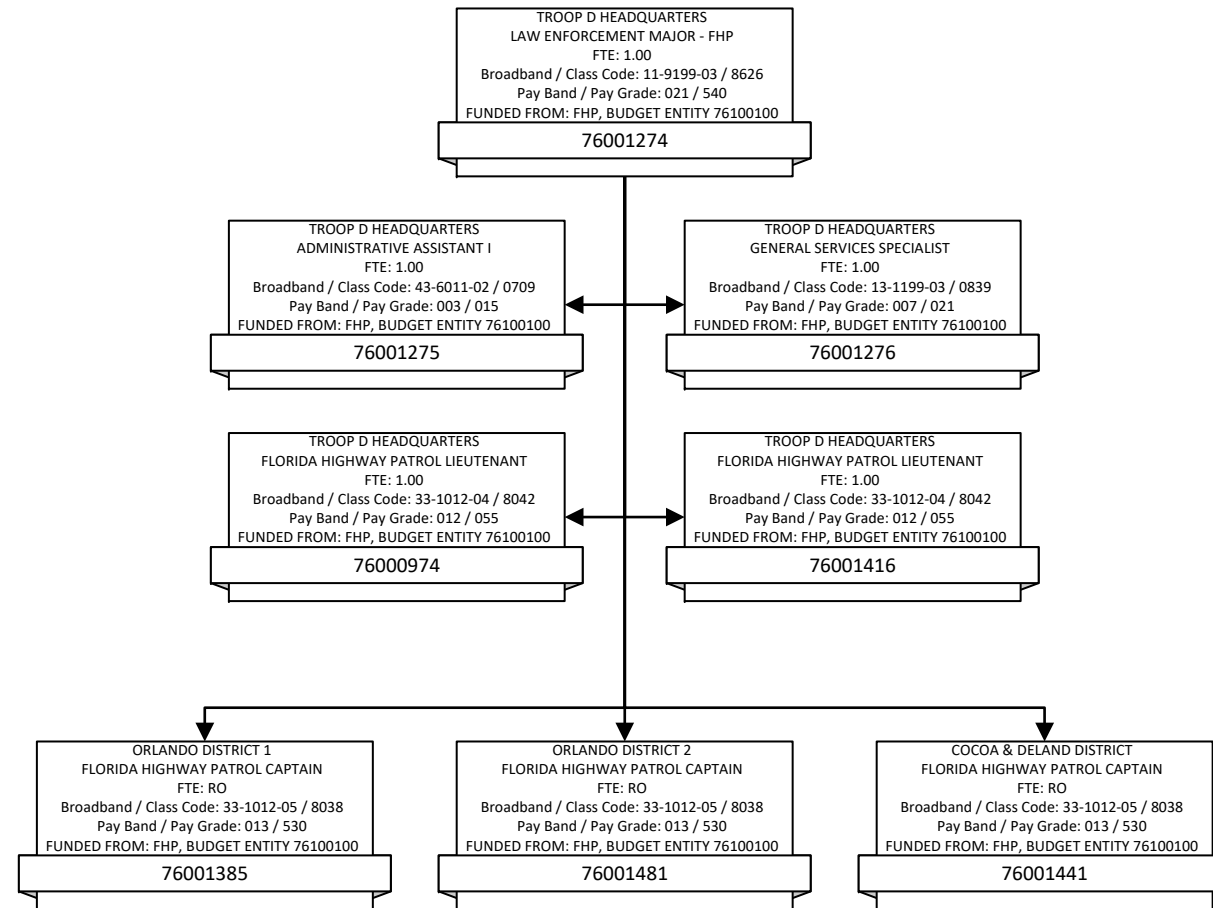 TROOP D HEADQUARTERS
LAW ENFORCEMENT MAJOR - FHP
FTE: 1.00
Broadband / Class Code: 11-9199-03 / 8626
Pay Band / Pay Grade: 021 / 540
FUNDED FROM: FHP, BUDGET ENTITY 76100100
76001274
TROOP D HEADQUARTERS
ADMINISTRATIVE ASSISTANT I
FTE: 1.00
Broadband / Class Code: 43-6011-02 / 0709
Pay Band / Pay Grade: 003 / 015
FUNDED FROM: FHP, BUDGET ENTITY 76100100
76001275
TROOP D HEADQUARTERS
GENERAL SERVICES SPECIALIST
FTE: 1.00
Broadband / Class Code: 13-1199-03 / 0839
Pay Band / Pay Grade: 007 / 021
FUNDED FROM: FHP, BUDGET ENTITY 76100100
76001276
TROOP D HEADQUARTERS
FLORIDA HIGHWAY PATROL LIEUTENANT
FTE: 1.00
Broadband / Class Code: 33-1012-04 / 8042
Pay Band / Pay Grade: 012 / 055
FUNDED FROM: FHP, BUDGET ENTITY 76100100
76000974
TROOP D HEADQUARTERS
FLORIDA HIGHWAY PATROL LIEUTENANT
FTE: 1.00
Broadband / Class Code: 33-1012-04 / 8042
Pay Band / Pay Grade: 012 / 055
FUNDED FROM: FHP, BUDGET ENTITY 76100100
76001416
ORLANDO DISTRICT 1
FLORIDA HIGHWAY PATROL CAPTAIN
FTE: RO
Broadband / Class Code: 33-1012-05 / 8038
Pay Band / Pay Grade: 013 / 530
FUNDED FROM: FHP, BUDGET ENTITY 76100100
76001385
ORLANDO DISTRICT 2
FLORIDA HIGHWAY PATROL CAPTAIN
FTE: RO
Broadband / Class Code: 33-1012-05 / 8038
Pay Band / Pay Grade: 013 / 530
FUNDED FROM: FHP, BUDGET ENTITY 76100100
76001481
COCOA & DELAND DISTRICT
FLORIDA HIGHWAY PATROL CAPTAIN
FTE: RO
Broadband / Class Code: 33-1012-05 / 8038
Pay Band / Pay Grade: 013 / 530
FUNDED FROM: FHP, BUDGET ENTITY 76100100
76001441